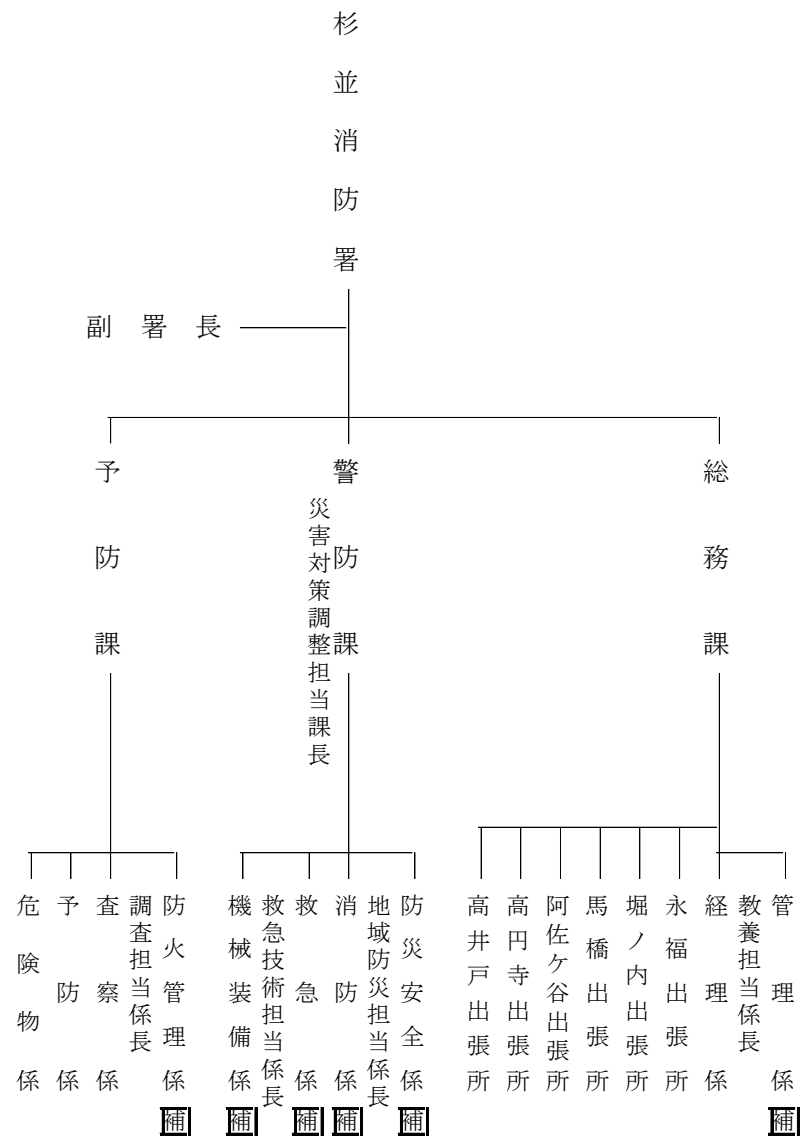 杉並消防署
副署長
総務課
警防課
災害対策調整担当課長
予防課
管理係 補
教養担当係長
経理係
永福出張所
堀ノ内出張所
馬橋出張所
阿佐ケ谷出張所
高円寺出張所
高井戸出張所
防災安全係 補
地域防災担当係長
消防係 補
救急係 補
救急技術担当係長
機械装備係 補
防火管理係 補
調査担当係長
査察係
予防係
危険物係